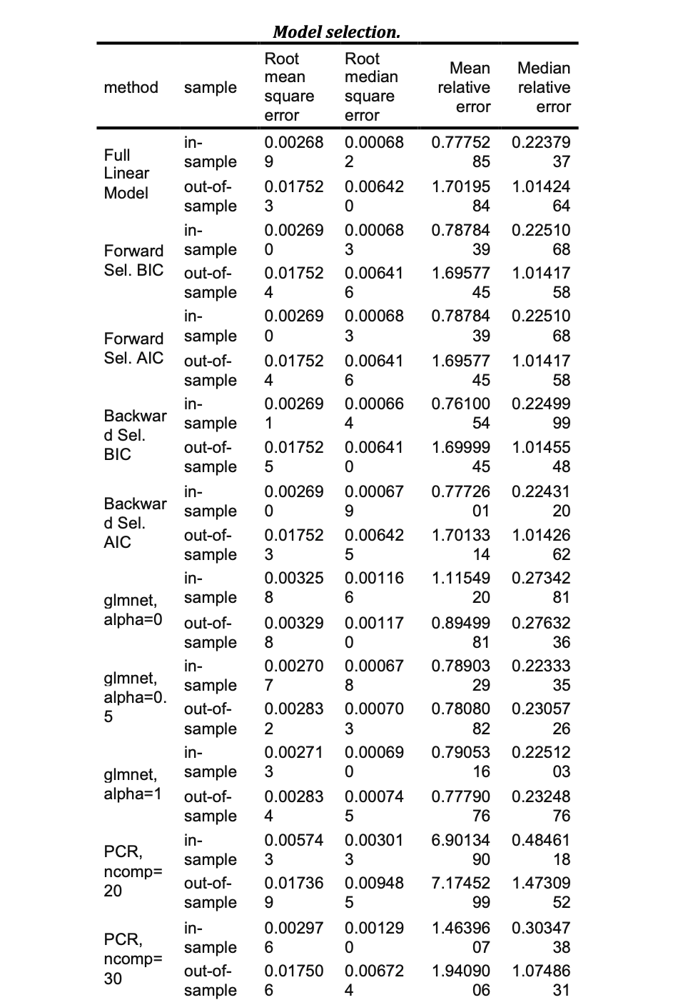 Model selection.
method sample Root mean square error Root median square error Mean relative error Median relative error
Full Linear Model in-sample 0.002689 0.000682 0.7775285 0.2237937
out-of-sample 0.017523 0.006420 1.7019584 1.0142464
Forward Sel. BIC in-sample 0.002690 0.000683 0.7878439 0.2251068
out-of-sample 0.017524 0.006416 1.6957745 1.0141758
Forward Sel. AIC in-sample 0.002690 0.000683 0.7878439 0.2251068
out-of-sample 0.017524 0.006416 1.6957745 1.0141758
Backward Sel. BIC in-sample 0.002691 0.000664 0.7610054 0.2249999
out-of-sample 0.017525 0.006410 1.6999945 1.0145548
Backward Sel. AIC in-sample 0.002690 0.000679 0.7772601 0.2243120
out-of-sample 0.017523 0.006425 1.7013314 1.0142662
glmnet, alpha=0 in-sample 0.003258 0.001166 1.1154920 0.2734281
out-of-sample 0.003298 0.001170 0.8949981 0.2763236
glmnet, alpha=0.5 in-sample 0.002707 0.000678 0.7890329 0.2233335
out-of-sample 0.002832 0.000703 0.7808082 0.2305726
glmnet, alpha=1 in-sample 0.002713 0.000690 0.7905316 0.2251203
out-of-sample 0.002834 0.000745 0.7779076 0.2324876
PCR, ncomp=20 in-sample 0.005743 0.003013 6.9013490 0.4846118
out-of-sample 0.017369 0.009485 7.1745299 1.4730952
PCR, ncomp=30 in-sample 0.002976 0.001290 1.4639607 0.3034738
out-of-sample 0.017506 0.006724 1.9409006 1.0748631